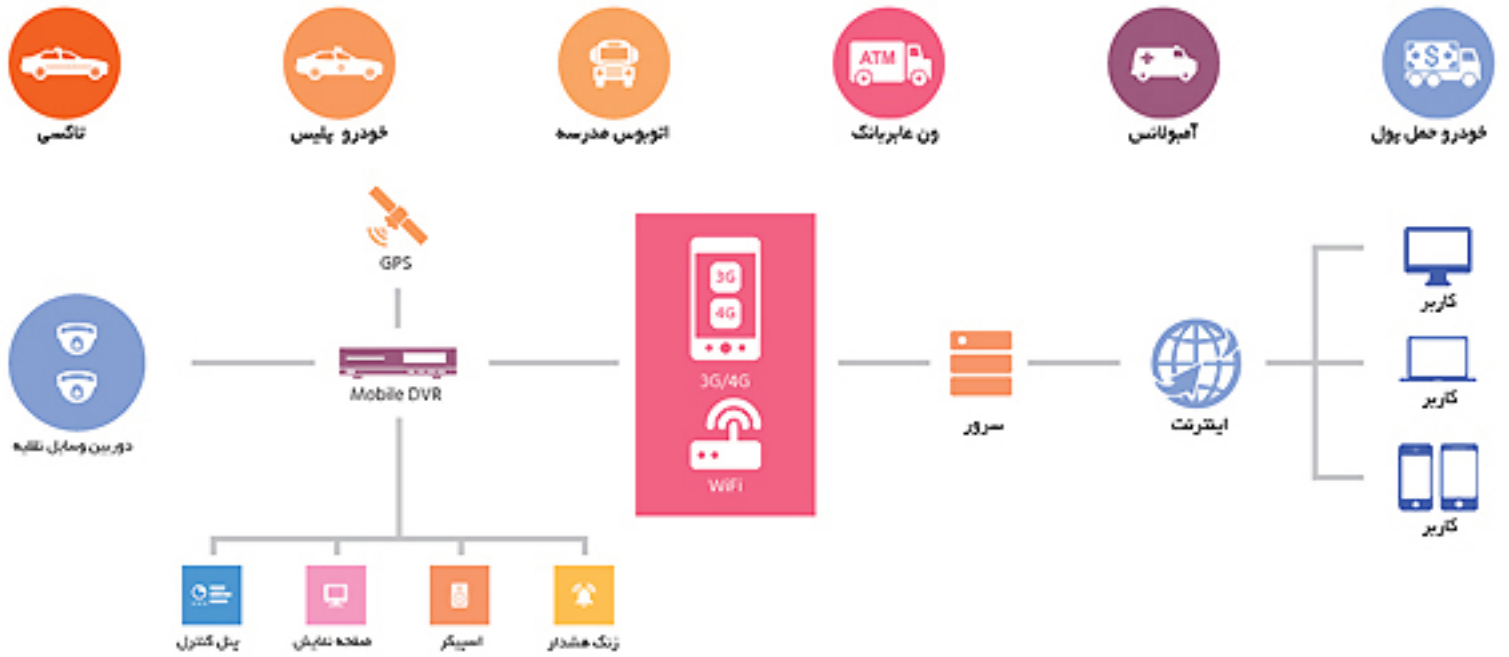 ATM
$
تاکسی
خودرو پلیس
اتوبوس مدرسه
ون عابربانک
آمبولانس
خودرو حمل پول
GPS
3G
4G
3G/4G
WiFi
Mobile DVR
دوربین وسایل نقلیه
سرور
اینترنت
کاربر
کاربر
کاربر
پنل کنترل
صفحه نمایش
اسپیکر
زنگ هشدار